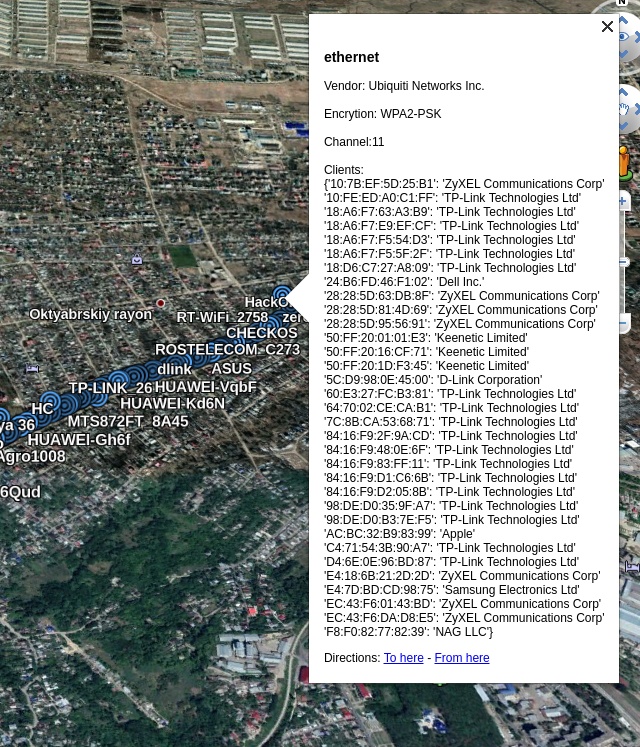 N
ethernet
Vendor: Ubiquiti Networks Inc.
Encrytion: WPA2-PSK
Channel:11
Clients:
{'10:7B:EF:5D:25:B1': 'ZyXEL Communications Corp'
'10:FE:ED:A0:C1:FF': 'TP-Link Technologies Ltd'
'18:A6:F7:63:A3:B9': 'TP-Link Technologies Ltd'
'18:A6:F7:E9:EF:CF': 'TP-Link Technologies Ltd'
'18:A6:F7:F5:54:D3': 'TP-Link Technologies Ltd'
'18:A6:F7:F5:5F:2F': 'TP-Link Technologies Ltd'
'18:D6:C7:27:A8:09': 'TP-Link Technologies Ltd'
'24:B6:FD:46:F1:02': 'Dell Inc.'
'28:28:5D:63:DB:8F': 'ZyXEL Communications Corp'
'28:28:5D:81:4D:69': 'ZyXEL Communications Corp'
'28:28:5D:95:56:91': 'ZyXEL Communications Corp'
'50:FF:20:01:01:E3': 'Keenetic Limited'
'50:FF:20:16:CF:71': 'Keenetic Limited'
'50:FF:20:1D:F3:45': 'Keenetic Limited'
'5C:D9:98:0E:45:00': 'D-Link Corporation'
'60:E3:27:FC:B3:81': 'TP-Link Technologies Ltd'
'64:70:02:CE:CA:B1': 'TP-Link Technologies Ltd'
'7C:8B:CA:53:68:71': 'TP-Link Technologies Ltd'
'84:16:F9:2F:9A:CD': 'TP-Link Technologies Ltd'
'84:16:F9:48:0E:6F': 'TP-Link Technologies Ltd'
'84:16:F9:83:FF:11': 'TP-Link Technologies Ltd'
'84:16:F9:D1:C6:6B': 'TP-Link Technologies Ltd'
'84:16:F9:D2:05:8B': 'TP-Link Technologies Ltd'
'98:DE:D0:35:9F:A7': 'TP-Link Technologies Ltd'
'98:DE:D0:B3:7E:F5': 'TP-Link Technologies Ltd'
'AC:BC:32:B9:83:99': 'Apple'
'C4:71:54:3B:90:A7': 'TP-Link Technologies Ltd'
'D4:6E:0E:96:BD:87': 'TP-Link Technologies Ltd'
'E4:18:6B:21:2D:2D': 'ZyXEL Communications Corp'
'E4:7D:BD:CD:98:75': 'Samsung Electronics Ltd'
'EC:43:F6:01:43:BD': 'ZyXEL Communications Corp'
'EC:43:F6:DA:D8:E5': 'ZyXEL Communications Corp'
'F8:F0:82:77:82:39': 'NAG LLC'}
Directions: To here - From here
HackO
Oktyabrskiy rayon
RT-WiFi_2758 zer
CHECKOS
ROSTELECOM_C273
dlink ASUS
TP-LINK_26 HUAWEI-VqbF
HC HUAWEI-Kd6N
ya 36 MTS872FT_8A45
HUAWEI-Gh6f
Agro1008
6Qud